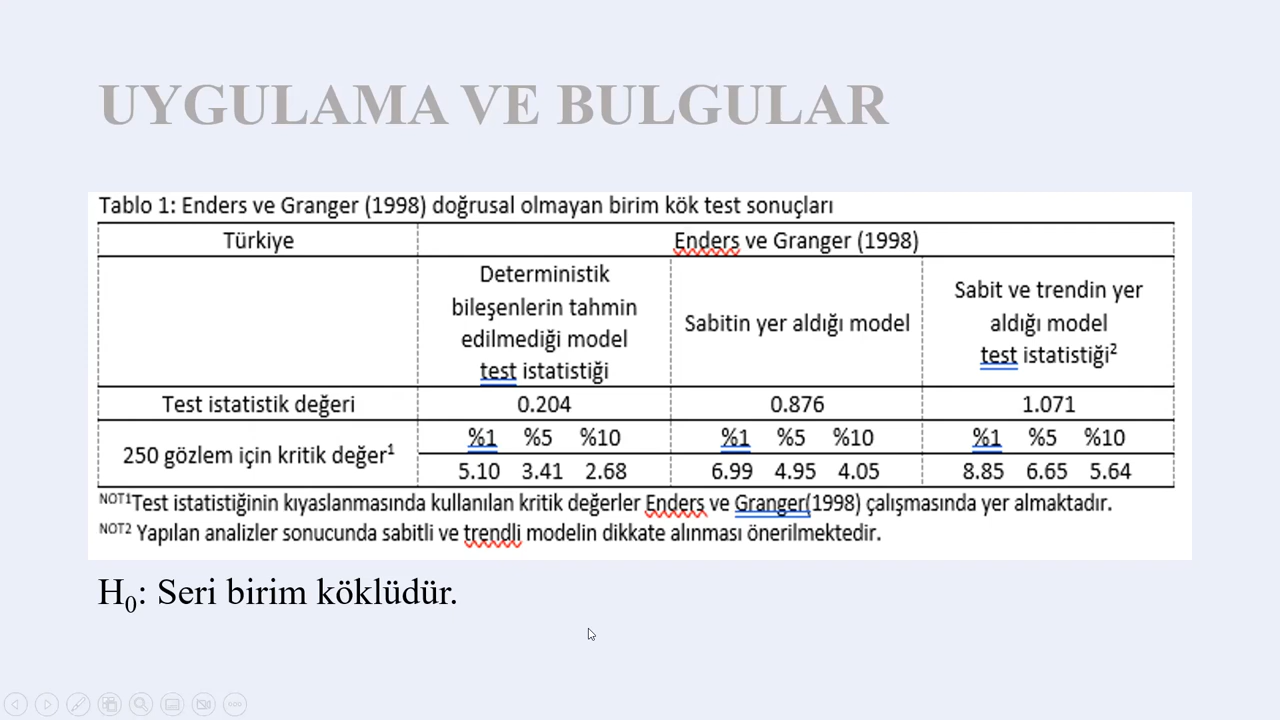 UYGULAMA VE BULGULAR
Tablo 1: Enders ve Granger (1998) doğrusal olmayan birim kök test sonuçları
Türkiye Enders ve Granger (1998)
Deterministik
bileşenlerin tahmin
edilmediği model
test istatistiği
Sabitin yer aldığı model
Sabit ve trendin yer
aldığı model
test istatistiği²
Test istatistik değeri 0.204 0.876 1.071
250 gözlem için kritik değer¹
%1 %5 %10 %1 %5 %10 %1 %5 %10
5.10 3.41 2.68 6.99 4.95 4.05 8.85 6.65 5.64
NOT1Test istatistiğinin kıyaslanmasında kullanılan kritik değerler Enders ve Granger(1998) çalışmasında yer almaktadır.
NOT2 Yapılan analizler sonucunda sabitli ve trendli modelin dikkate alınması önerilmektedir.
H₀: Seri birim köklüdür.